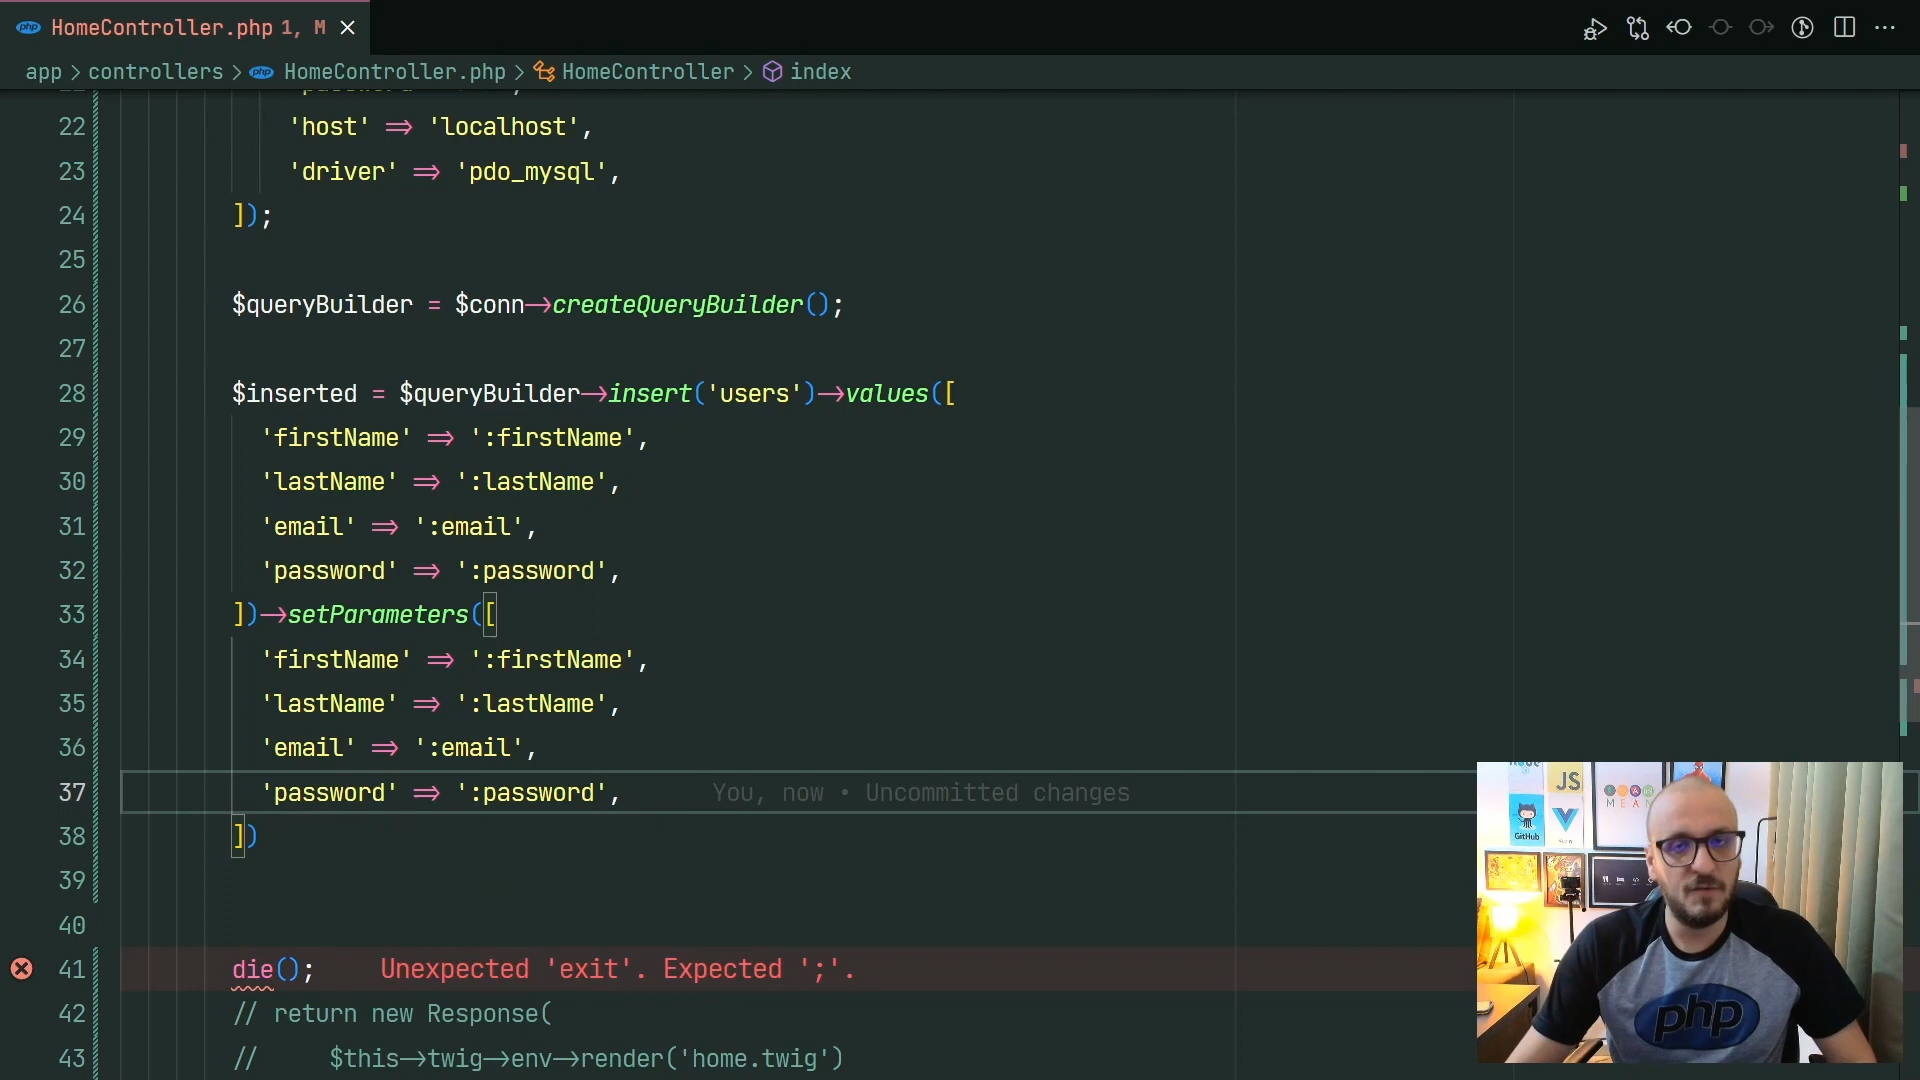 HomeController.php 1, M
app > controllers > HomeController.php > HomeController > index
22 'host' => 'localhost',
23 'driver' => 'pdo_mysql',
24 ]);
25
26 $queryBuilder = $conn->createQueryBuilder();
27
28 $inserted = $queryBuilder->insert('users')->values([
29 'firstName' => ':firstName',
30 'lastName' => ':lastName',
31 'email' => ':email',
32 'password' => ':password',
33 ])->setParameters([
34 'firstName' => ':firstName',
35 'lastName' => ':lastName',
36 'email' => ':email',
37 'password' => ':password', You, now • Uncommitted changes
38 ])
39
40
41 die(); Unexpected 'exit'. Expected ';'.
42 // return new Response(
43 // $this->twig->env->render('home.twig')
JS
GitHub
MEAN
php